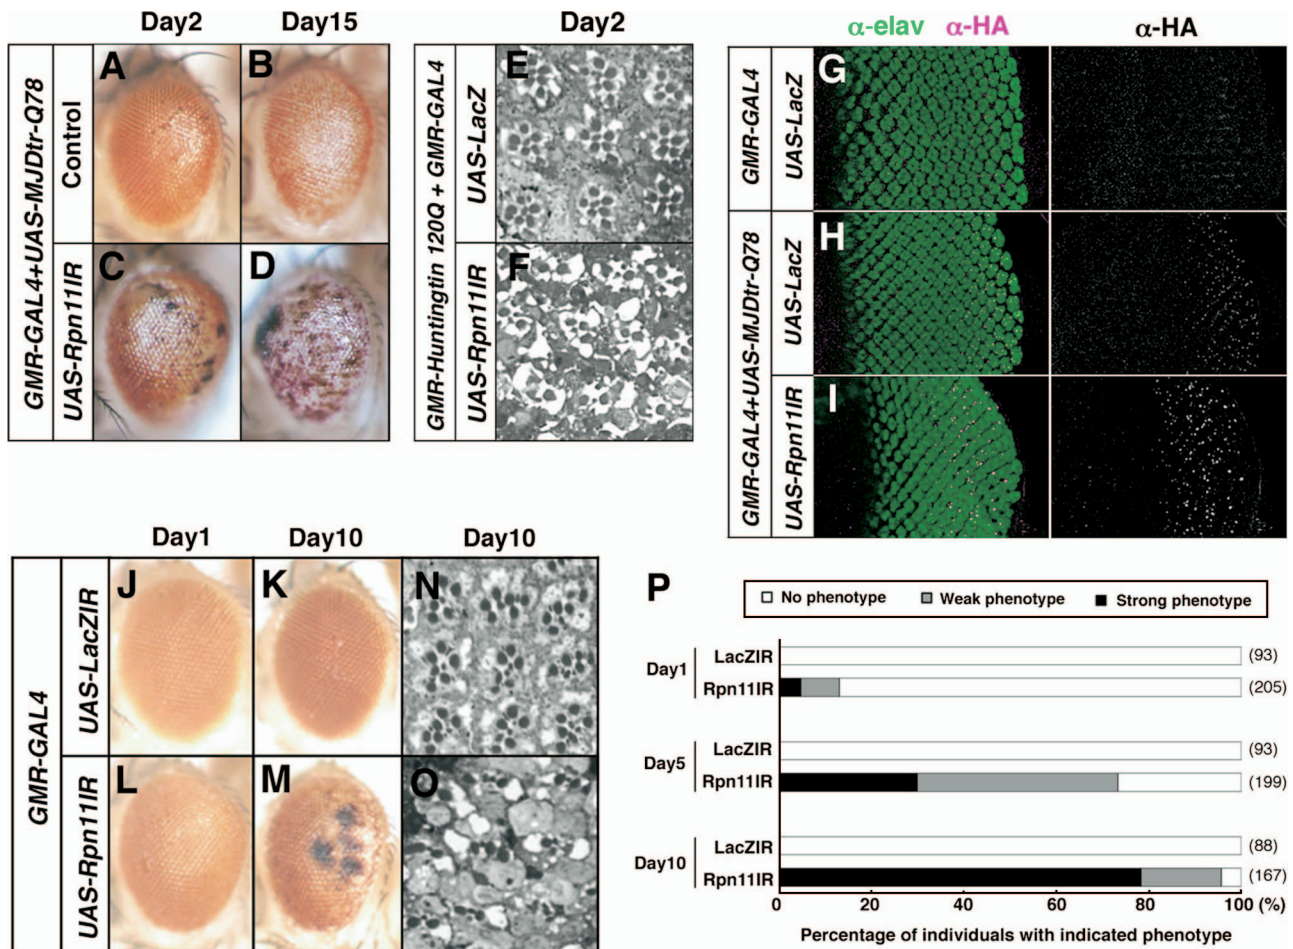 Day2 Day15
GMR-GAL4+UAS-MJDtr-Q78
Control
UAS-Rpn11IR
A
B
C
D
Day2
GMR-Huntingtin 120Q + GMR-GAL4
UAS-LacZ
UAS-Rpn11IR
E
F
α-elav α-HA α-HA
GMR-GAL4
UAS-LacZ
G
GMR-GAL4+UAS-MJDtr-Q78
UAS-LacZ
UAS-Rpn11IR
H
I
Day1 Day10 Day10
GMR-GAL4
UAS-LacZIR
UAS-Rpn11IR
J
K
N
L
M
O
P
No phenotype Weak phenotype Strong phenotype
Day1
LacZIR (93)
Rpn11IR (205)
Day5
LacZIR (93)
Rpn11IR (199)
Day10
LacZIR (88)
Rpn11IR (167)
0 20 40 60 80 100 (%)
Percentage of individuals with indicated phenotype